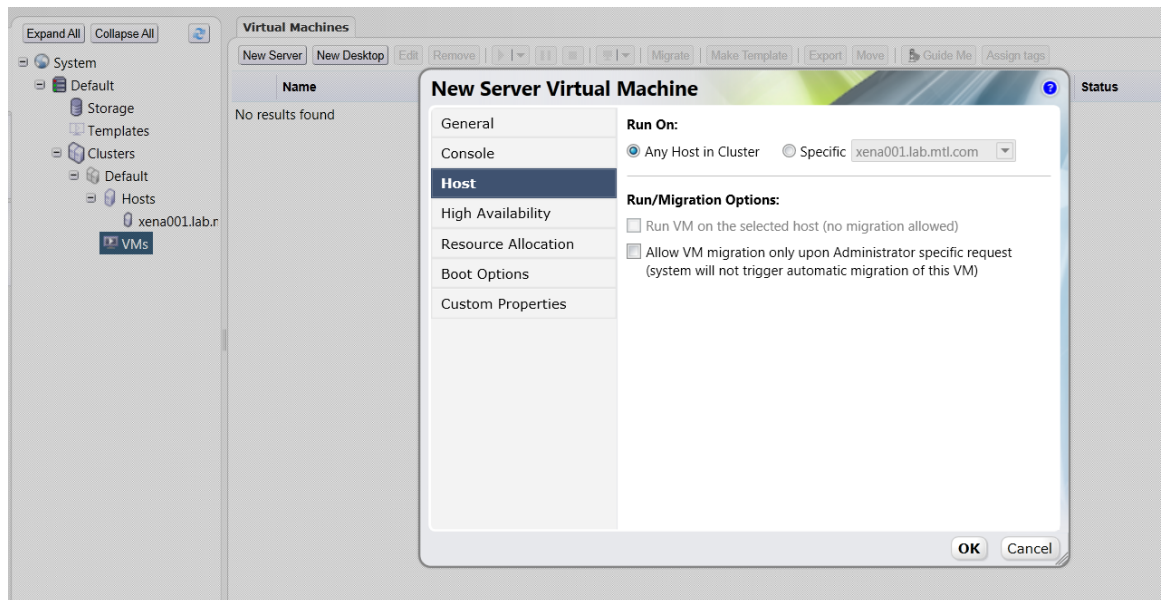 Expand All Collapse All
System
Default
Storage
Templates
Clusters
Default
Hosts
xena001.lab.r
VMs
Virtual Machines
New Server New Desktop Edit Remove Migrate Make Template Export Move Guide Me Assign tags
Name Status
No results found
New Server Virtual Machine
General
Console
Host
High Availability
Resource Allocation
Boot Options
Custom Properties
Run On:
Any Host in Cluster Specific xena001.lab.mtl.com
Run/Migration Options:
Run VM on the selected host (no migration allowed)
Allow VM migration only upon Administrator specific request
(system will not trigger automatic migration of this VM)
OK Cancel